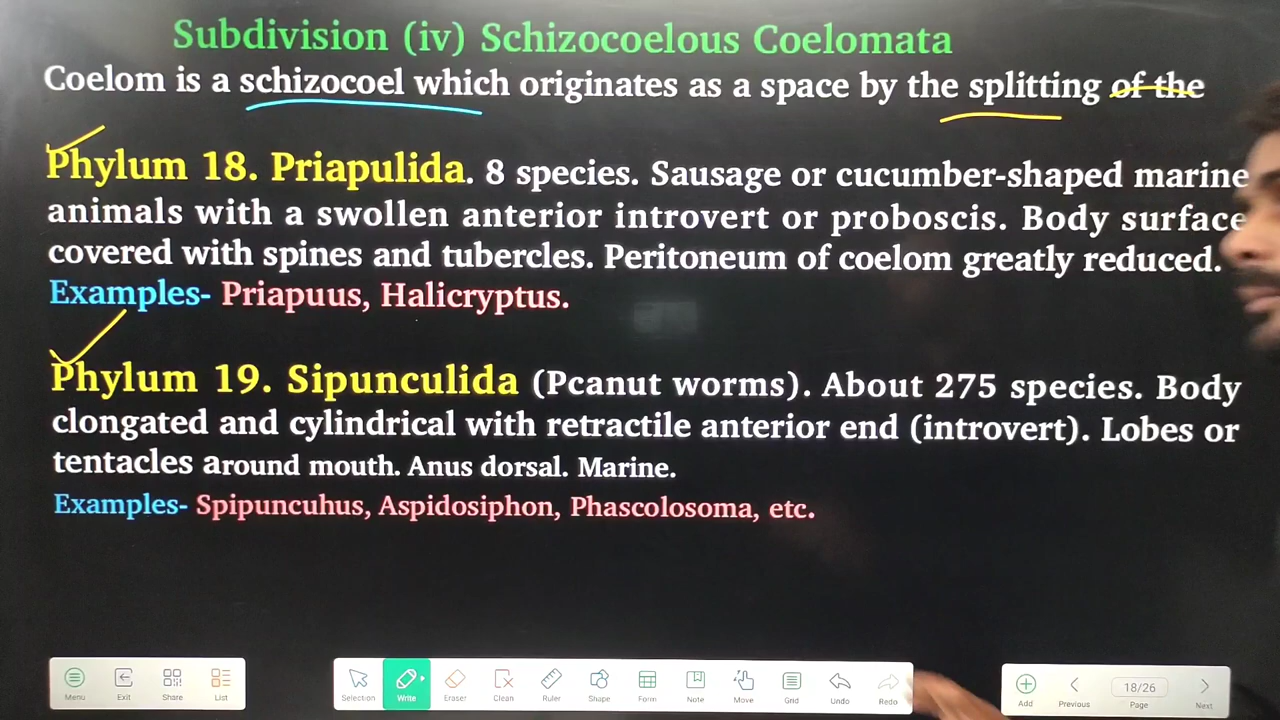 Subdivision (iv) Schizocoelous Coelomata
Coelom is a schizocoel which originates as a space by the splitting of the
Phylum 18. Priapulida. 8 species. Sausage or cucumber-shaped marine
animals with a swollen anterior introvert or proboscis. Body surface
covered with spines and tubercles. Peritoneum of coelom greatly reduced.
Examples- Priapuus, Halicryptus.
Phylum 19. Sipunculida (Pcanut worms). About 275 species. Body
clongated and cylindrical with retractile anterior end (introvert). Lobes or
tentacles around mouth. Anus dorsal. Marine.
Examples- Spipuncuhus, Aspidosiphon, Phascolosoma, etc.
Menu Exit Share List Selection Write Eraser Clean Ruler Shape Form Note Move Grid Undo Redo Add Previous 18/26 Page Next